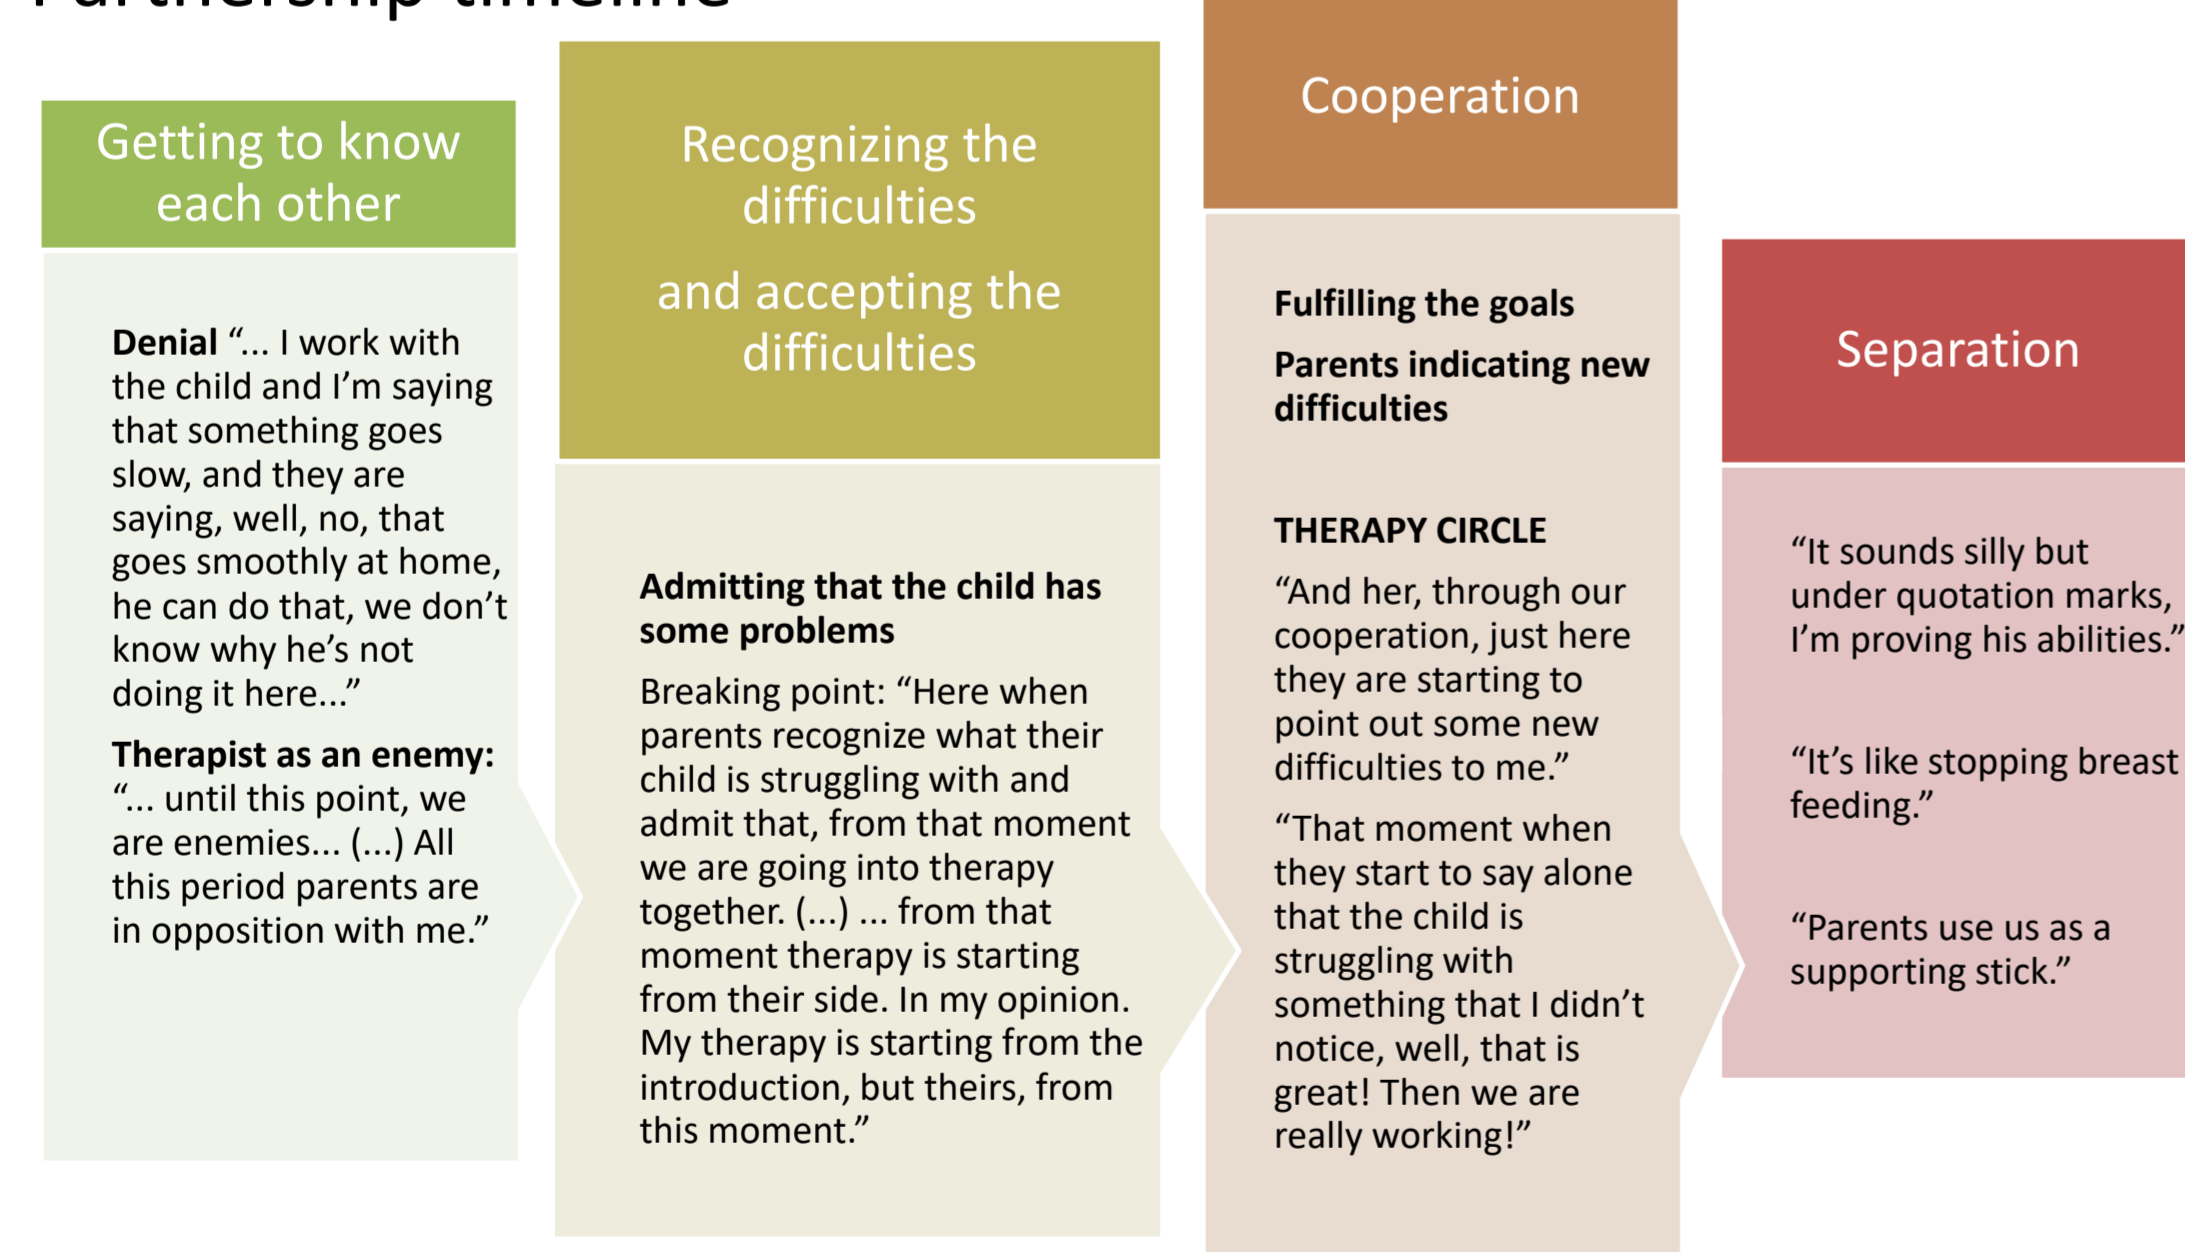 Partnership timeline
Getting to know
each other
Denial “... I work with
the child and I’m saying
that something goes
slow, and they are
saying, well, no, that
goes smoothly at home,
he can do that, we don’t
know why he’s not
doing it here...”
Therapist as an enemy:
“... until this point, we
are enemies... (...) All
this period parents are
in opposition with me.”
Recognizing the
difficulties
and accepting the
difficulties
Admitting that the child has
some problems
Breaking point: “Here when
parents recognize what their
child is struggling with and
admit that, from that moment
we are going into therapy
together. (...) ... from that
moment therapy is starting
from their side. In my opinion.
My therapy is starting from the
introduction, but theirs, from
this moment.”
Cooperation
Fulfilling the goals
Parents indicating new
difficulties
THERAPY CIRCLE
“And her, through our
cooperation, just here
they are starting to
point out some new
difficulties to me.”
“That moment when
they start to say alone
that the child is
struggling with
something that I didn’t
notice, well, that is
great! Then we are
really working!”
Separation
“It sounds silly but
under quotation marks,
I’m proving his abilities.”
“It’s like stopping breast
feeding.”
“Parents use us as a
supporting stick.”